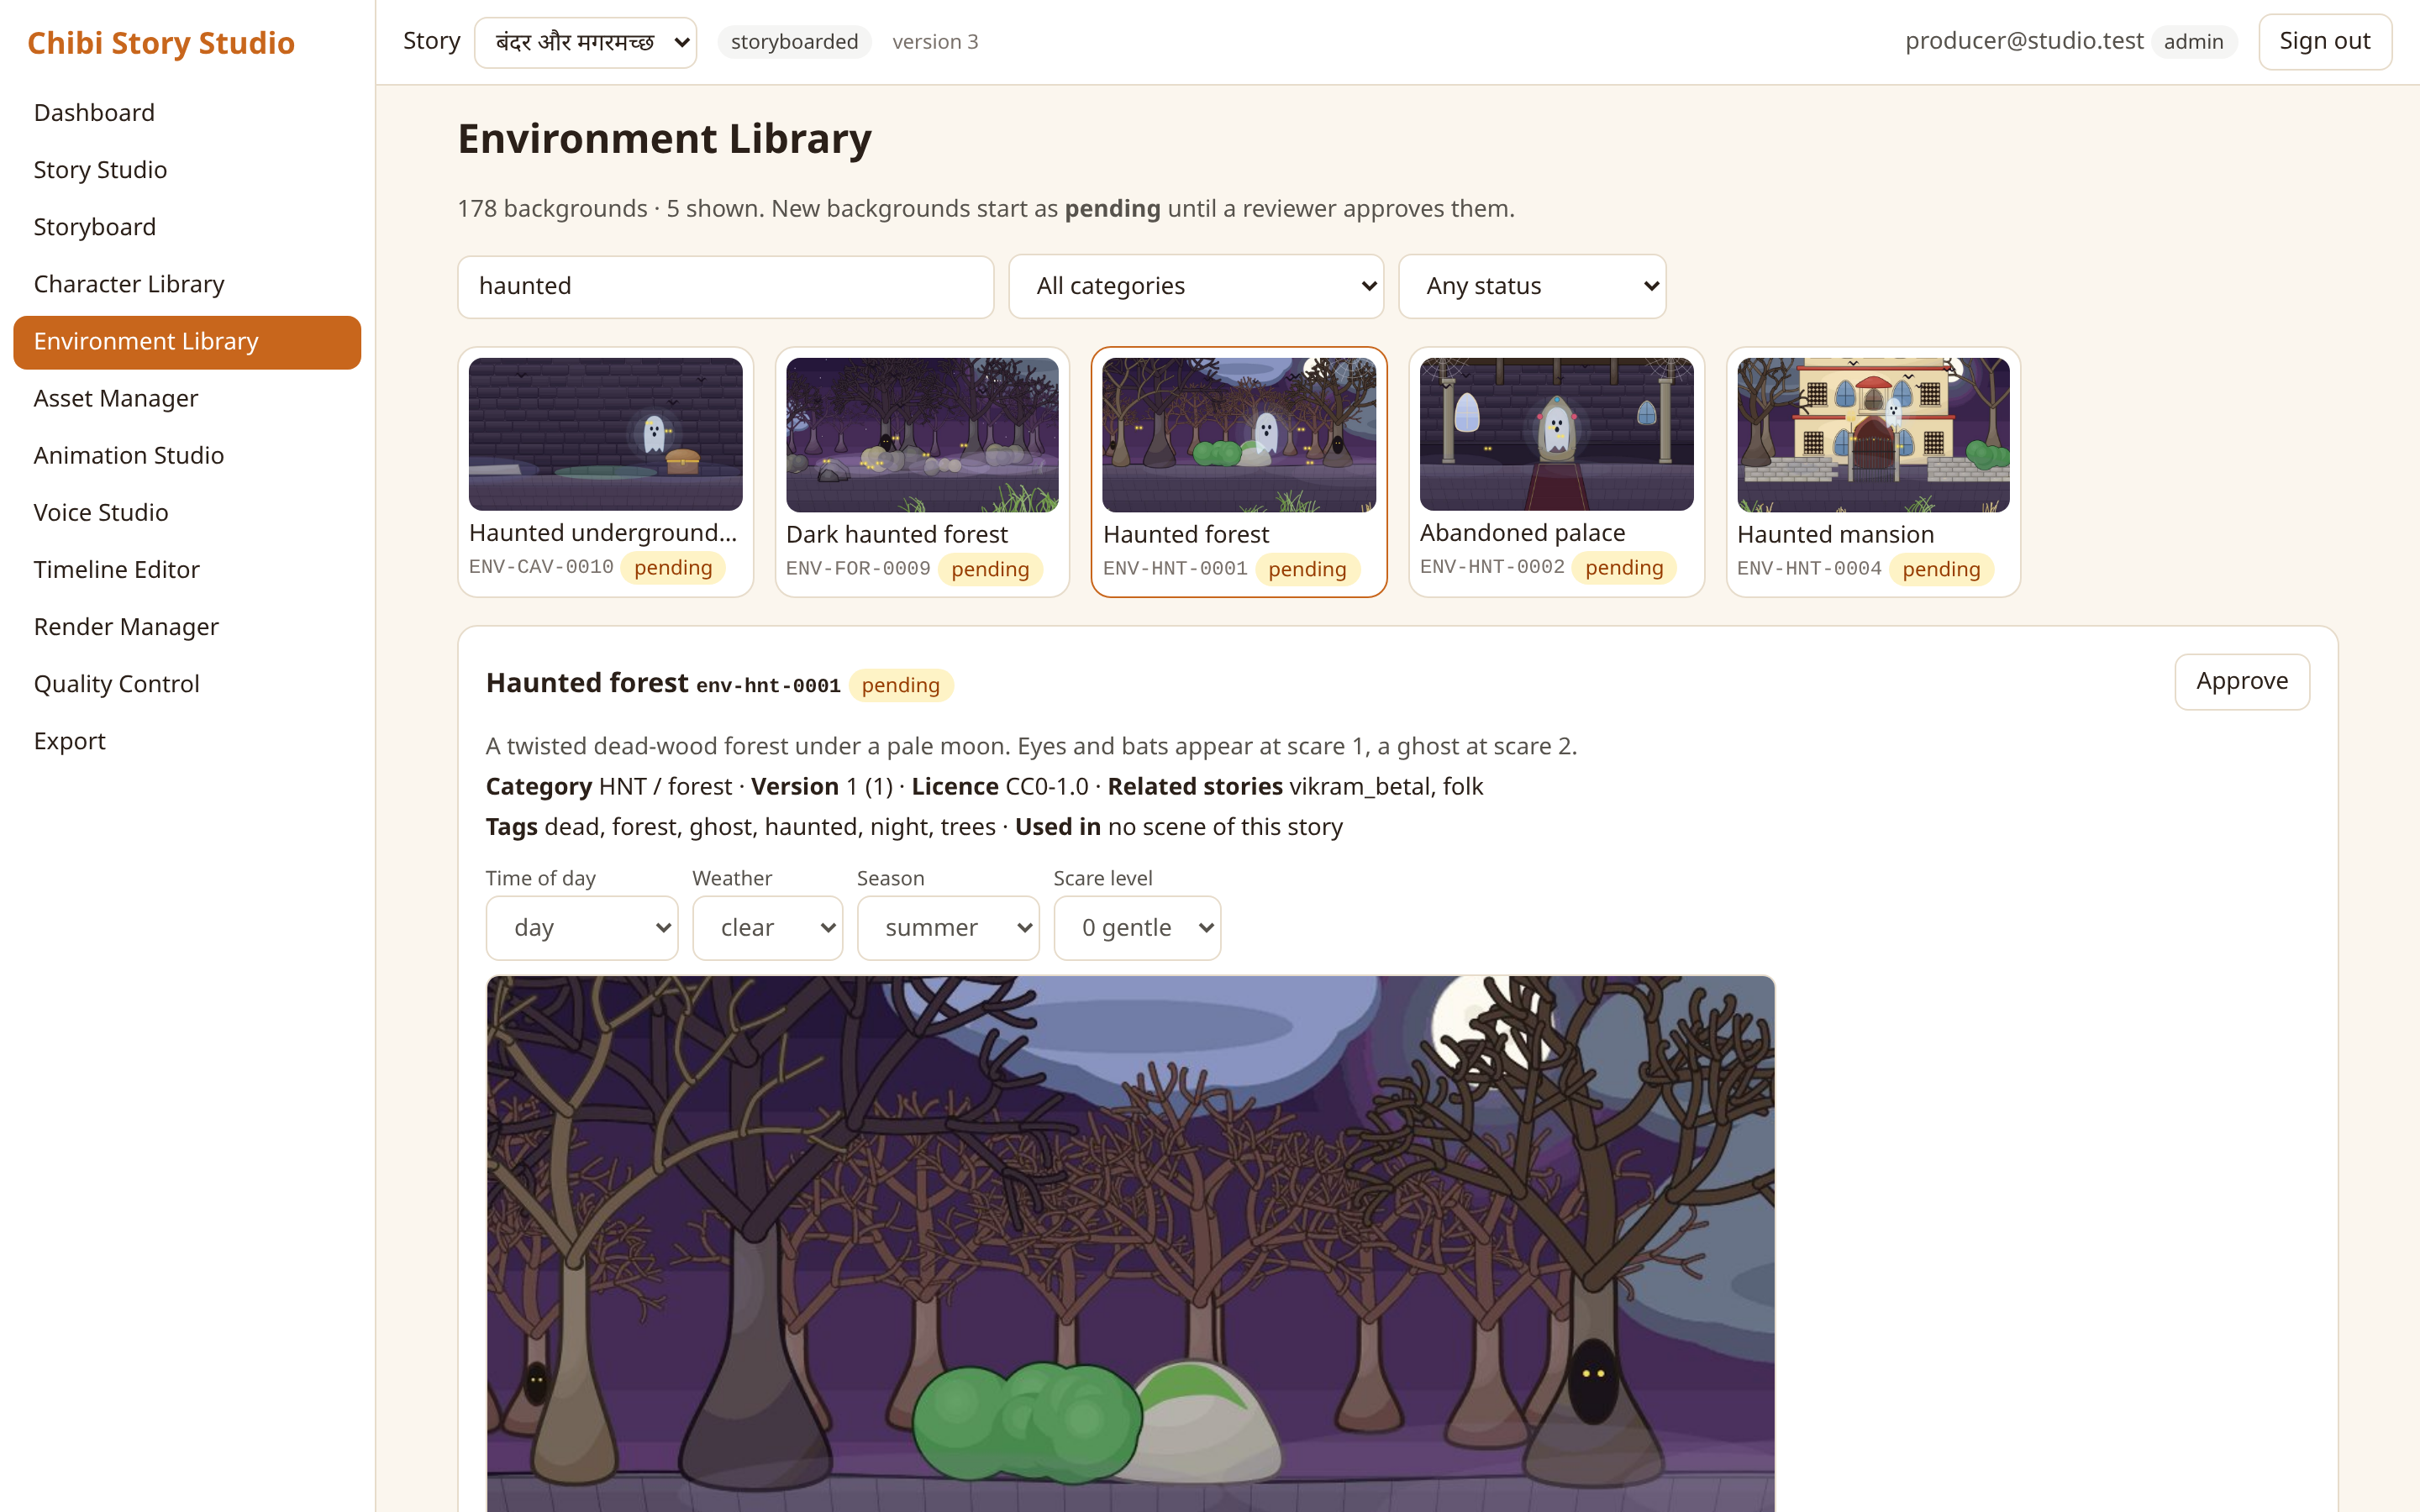 Chibi Story Studio
Dashboard
Story Studio
Storyboard
Character Library
Environment Library
Asset Manager
Animation Studio
Voice Studio
Timeline Editor
Render Manager
Quality Control
Export
Story बंदर और मगरमच्छ storyboarded version 3
producer@studio.test admin Sign out
Environment Library
178 backgrounds · 5 shown. New backgrounds start as pending until a reviewer approves them.
haunted All categories Any status
Haunted underground...
ENV-CAV-0010 pending
Dark haunted forest
ENV-FOR-0009 pending
Haunted forest
ENV-HNT-0001 pending
Abandoned palace
ENV-HNT-0002 pending
Haunted mansion
ENV-HNT-0004 pending
Haunted forest env-hnt-0001 pending Approve
A twisted dead-wood forest under a pale moon. Eyes and bats appear at scare 1, a ghost at scare 2.
Category HNT / forest · Version 1 (1) · Licence CC0-1.0 · Related stories vikram_betal, folk
Tags dead, forest, ghost, haunted, night, trees · Used in no scene of this story
Time of day Weather Season Scare level
day clear summer 0 gentle